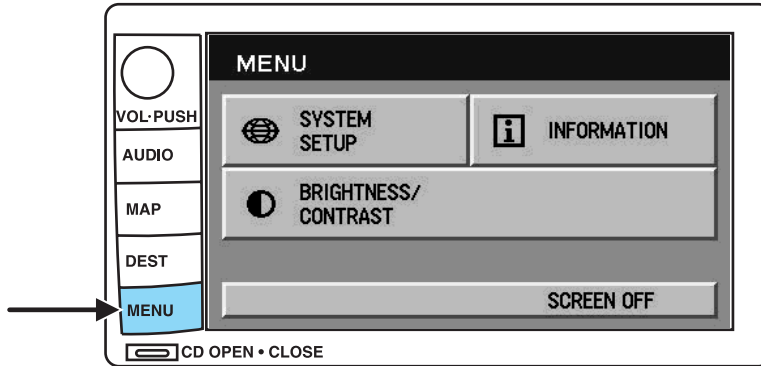 MENU
VOL·PUSH
AUDIO
MAP
DEST
MENU
SYSTEM
SETUP
i INFORMATION
BRIGHTNESS/
CONTRAST
SCREEN OFF
CD OPEN • CLOSE